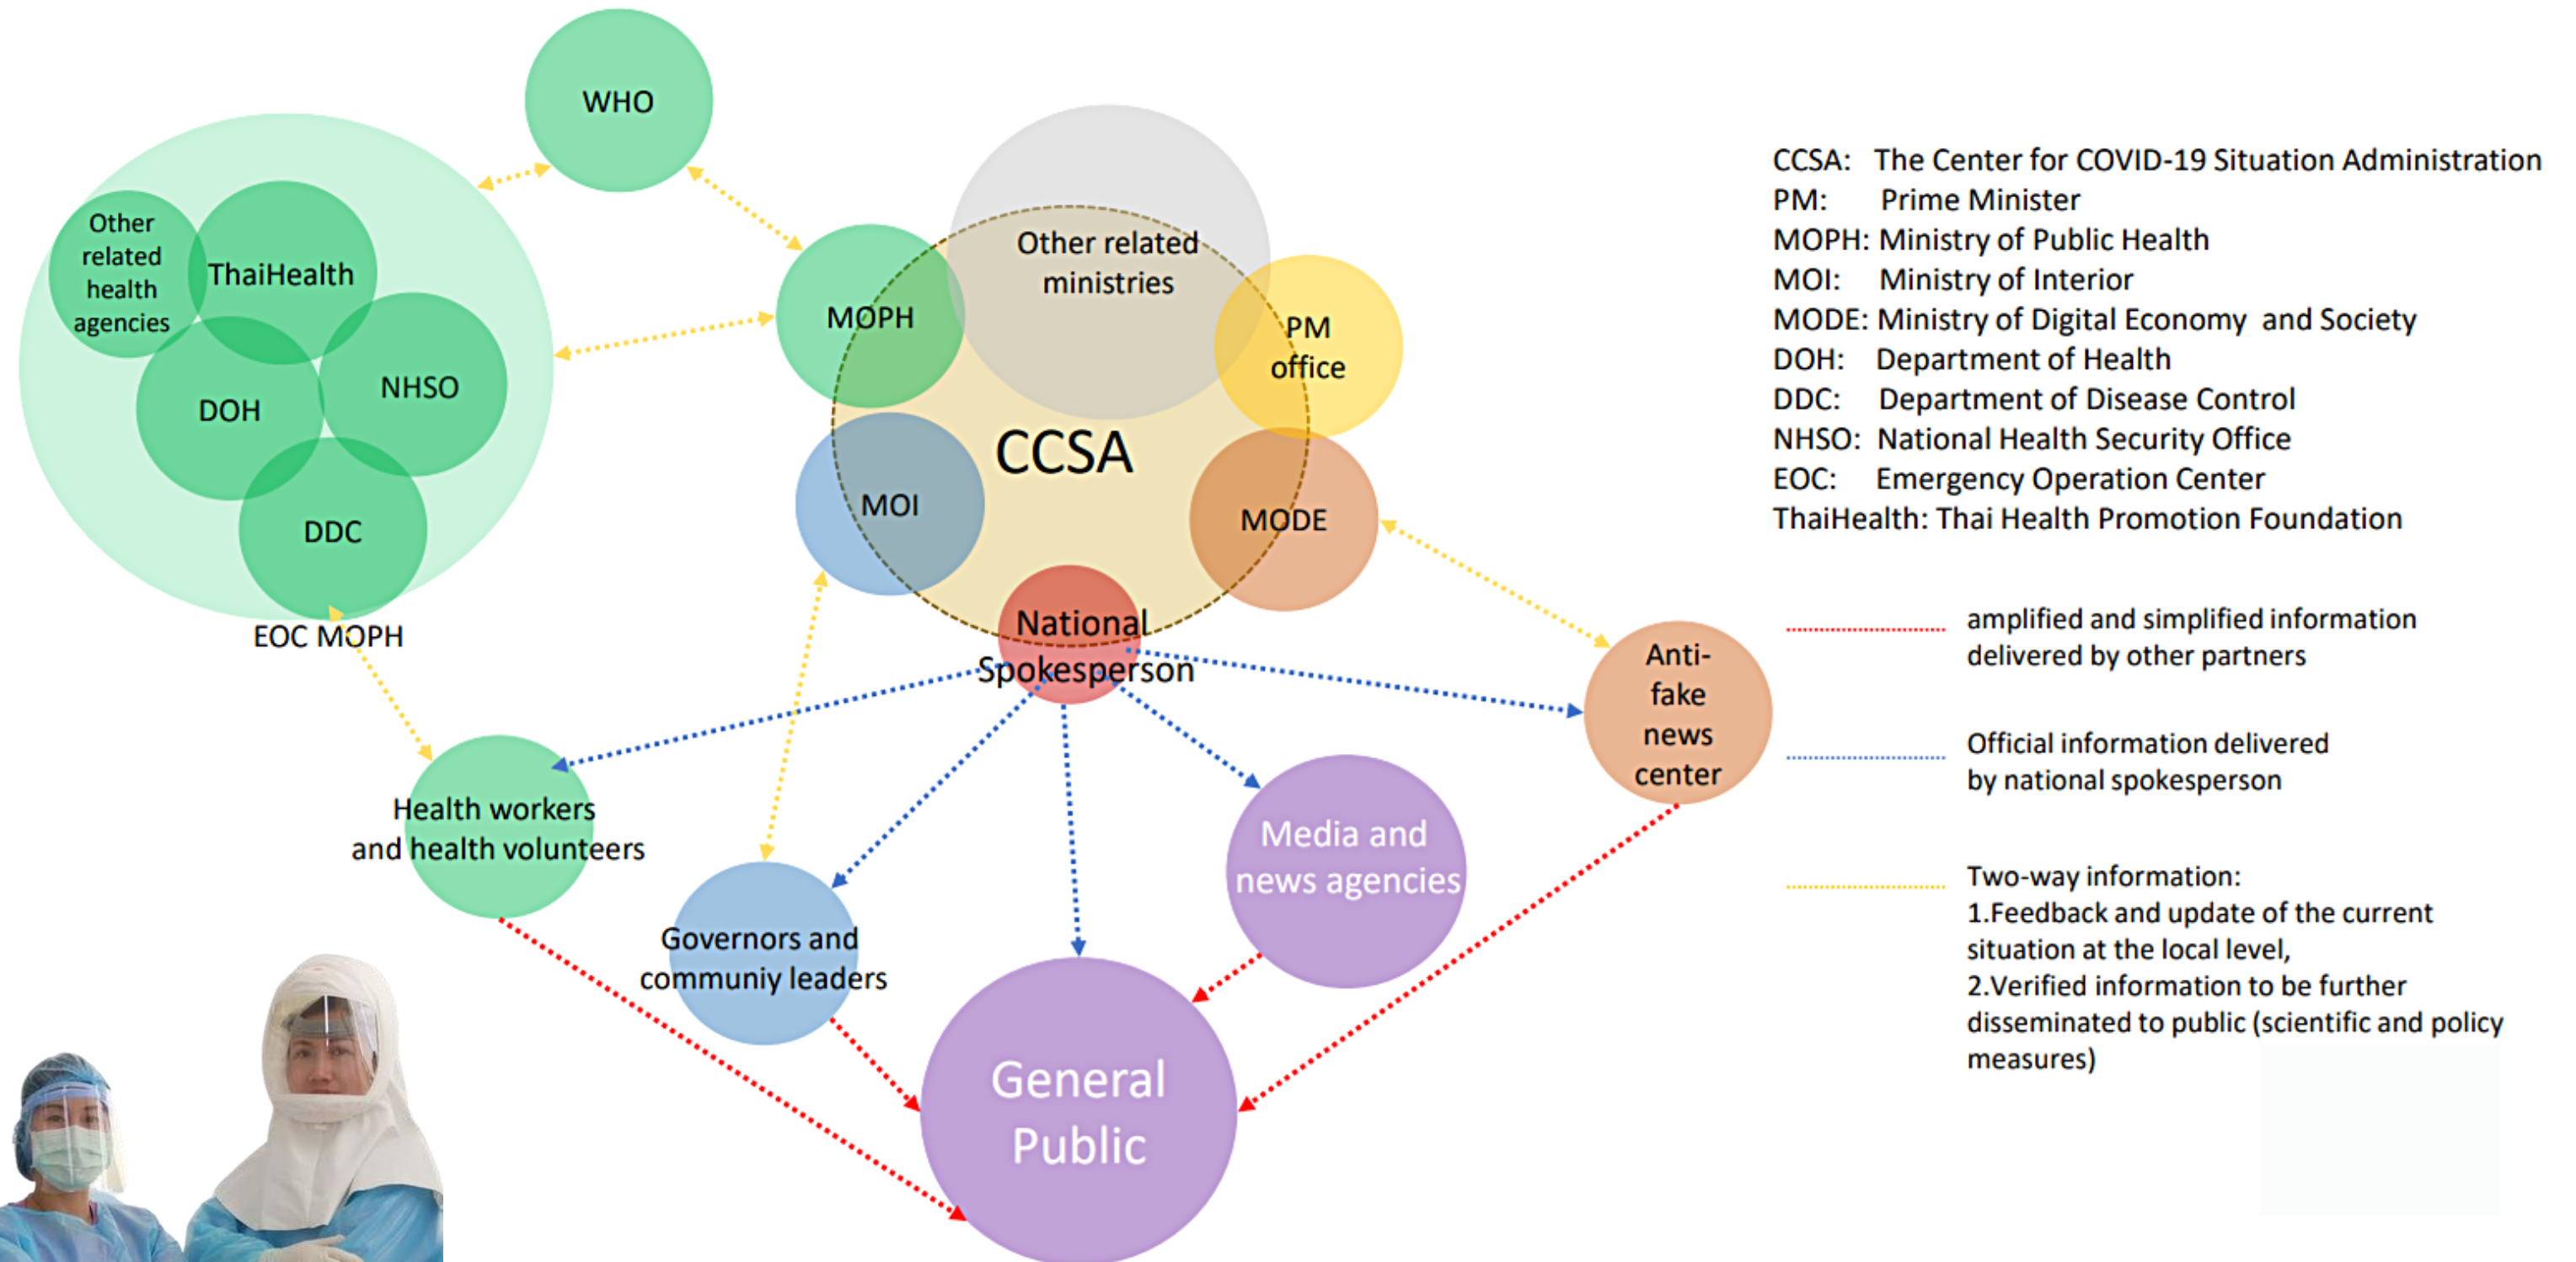 WHO
Other
related
health
agencies
ThaiHealth
DOH
NHSO
DDC
EOC MOPH
Other related
ministries
MOPH
PM
office
CCSA
MOI
MODE
National
Spokesperson
Anti-
fake
news
center
Health workers
and health volunteers
Governors and
communiy leaders
Media and
news agencies
General
Public
CCSA: The Center for COVID-19 Situation Administration
PM: Prime Minister
MOPH: Ministry of Public Health
MOI: Ministry of Interior
MODE: Ministry of Digital Economy and Society
DOH: Department of Health
DDC: Department of Disease Control
NHSO: National Health Security Office
EOC: Emergency Operation Center
ThaiHealth: Thai Health Promotion Foundation
amplified and simplified information
delivered by other partners
Official information delivered
by national spokesperson
Two-way information:
1.Feedback and update of the current
situation at the local level,
2.Verified information to be further
disseminated to public (scientific and policy
measures)